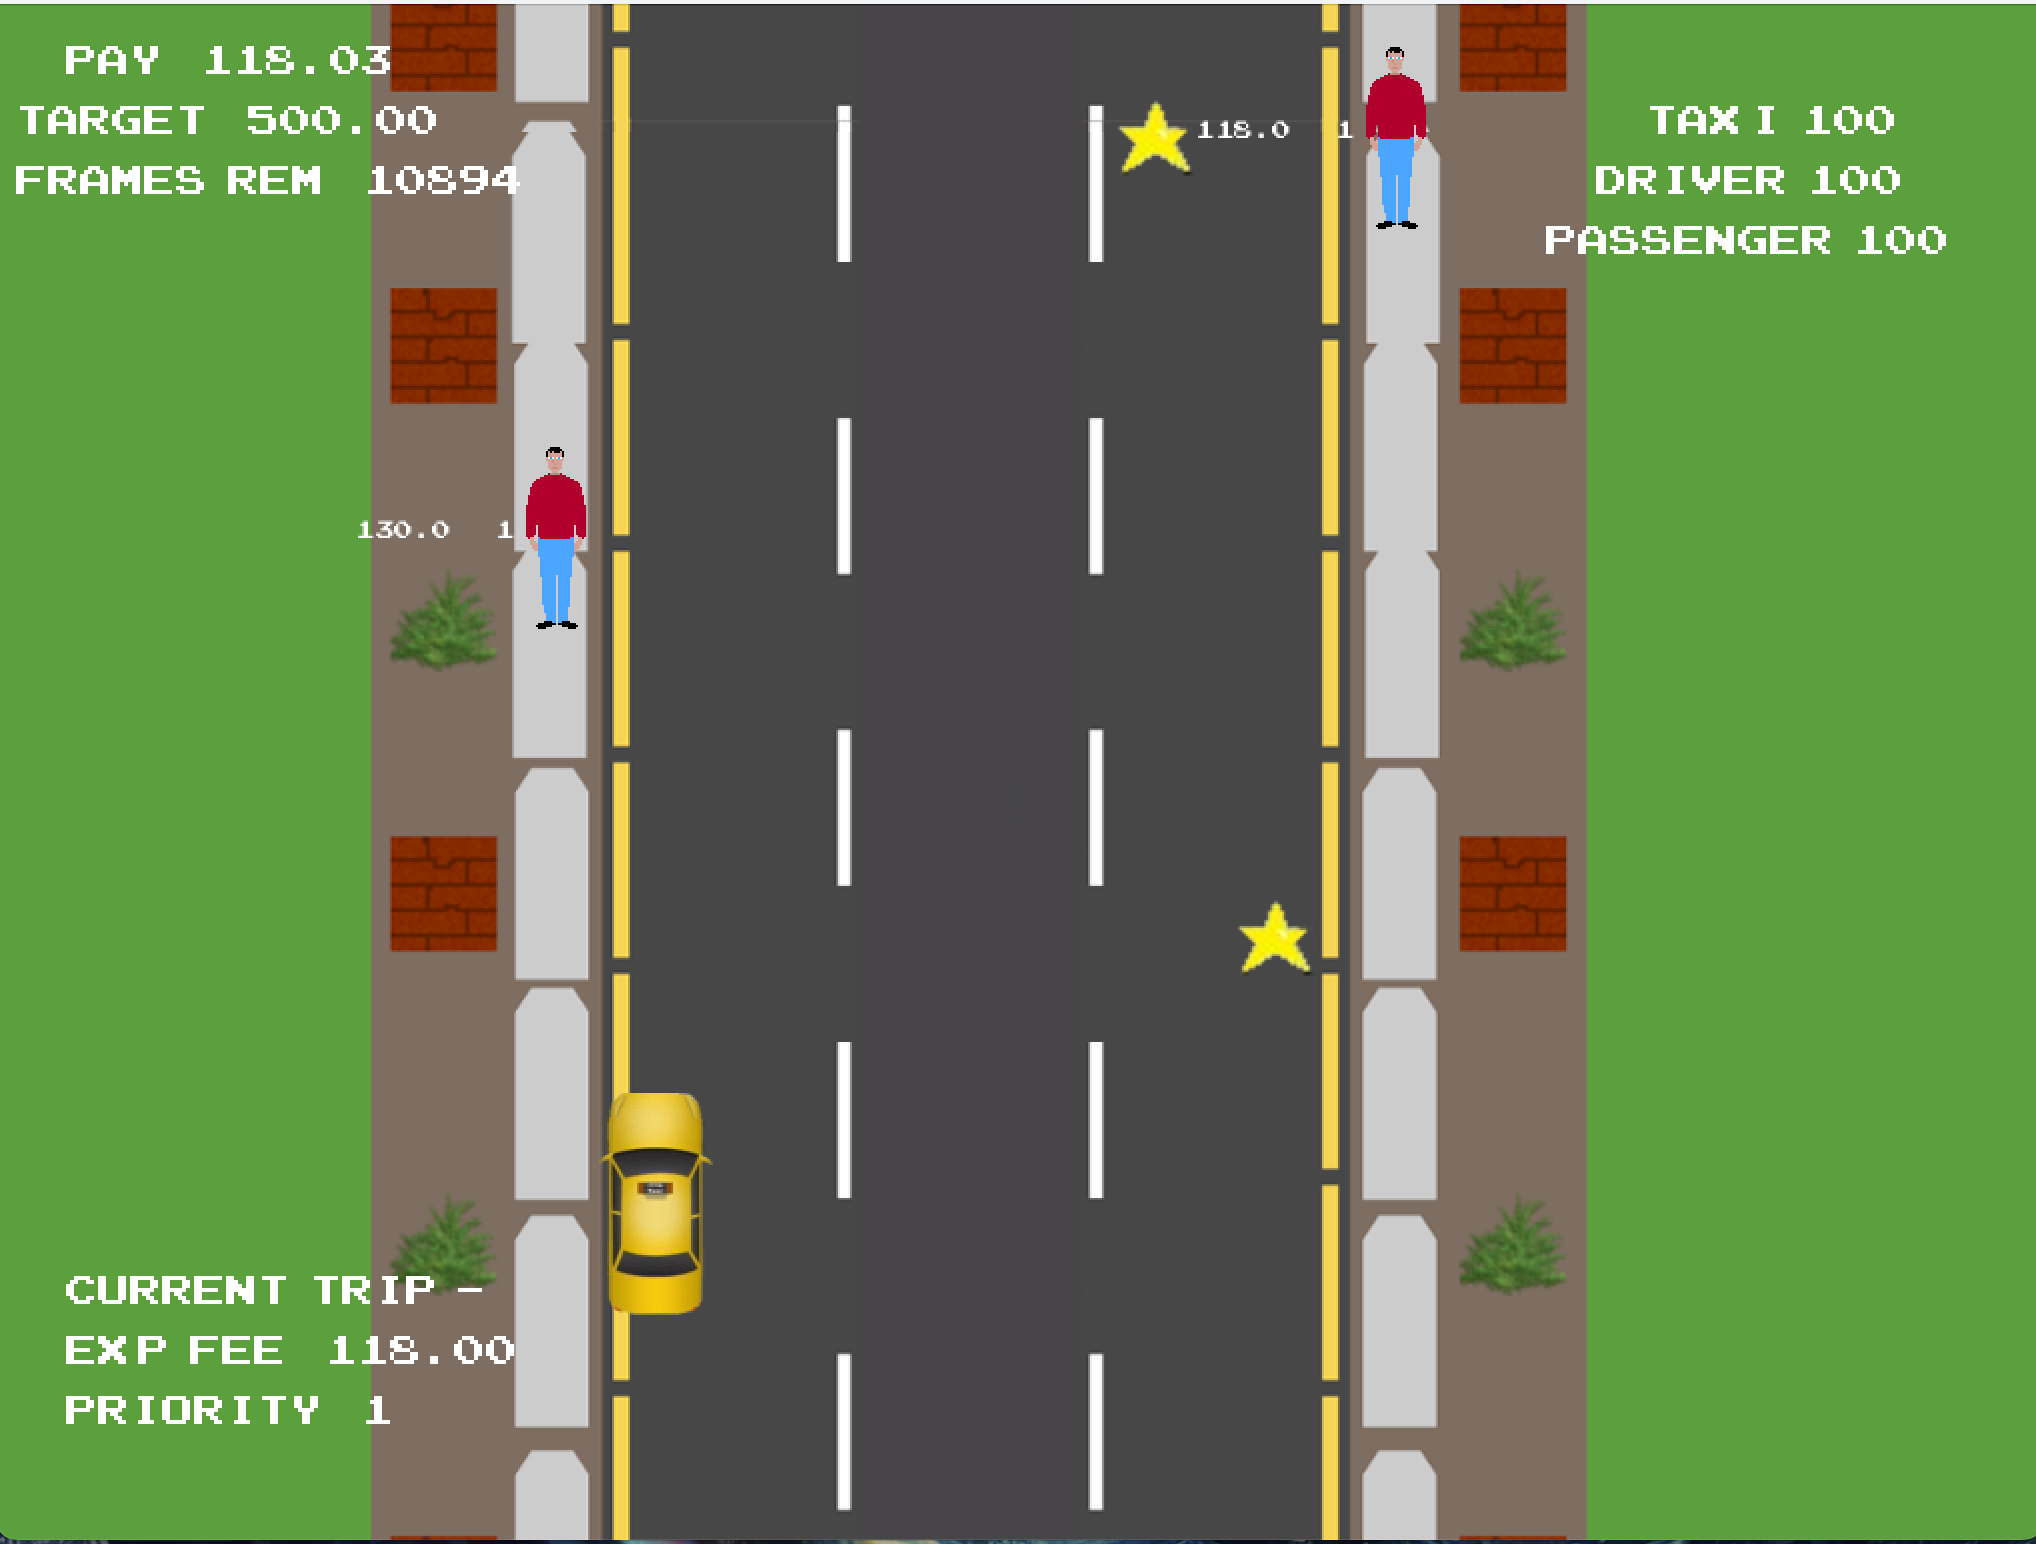 PAY 118.03
TARGET 500.00
FRAMES REM 10894
118.0 1
TAXI 100
DRIVER 100
PASSENGER 100
130.0 1
CURRENT TRIP -
EXP FEE 118.00
PRIORITY 1